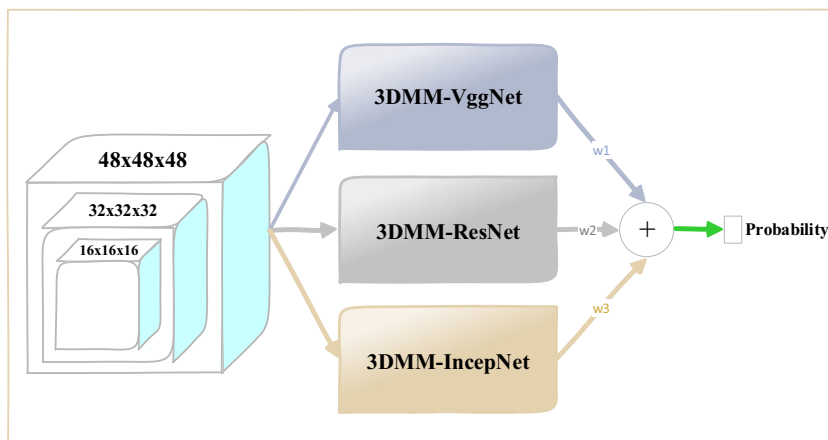 48x48x48
32x32x32
16x16x16
3DMM-VggNet
3DMM-ResNet
3DMM-IncepNet
w1
w2
w3
+
Probability